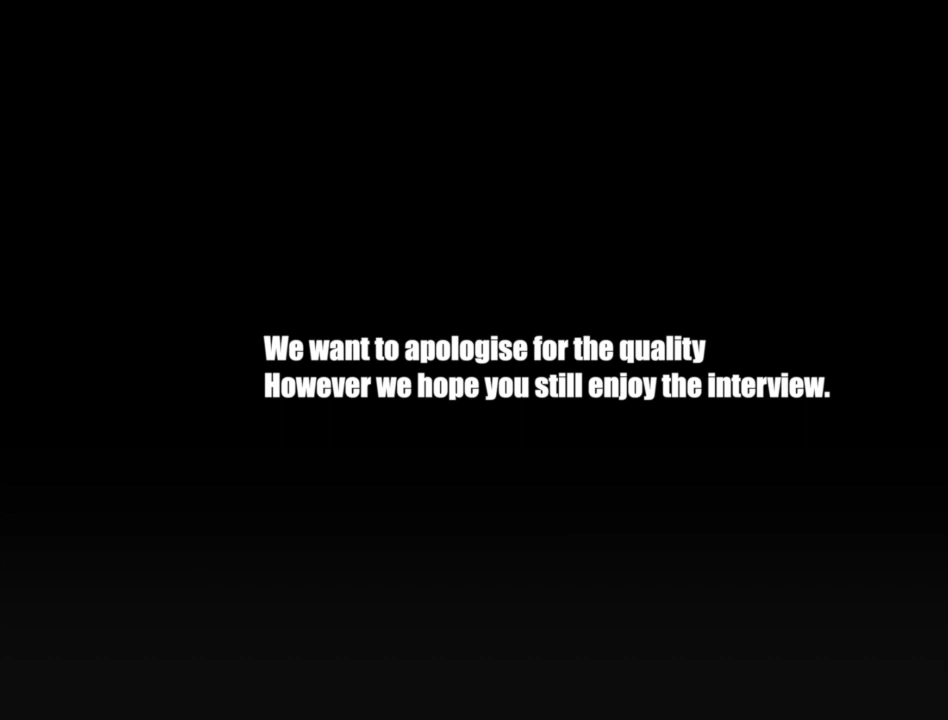 We want to apologise for the quality
However we hope you still enjoy the interview.